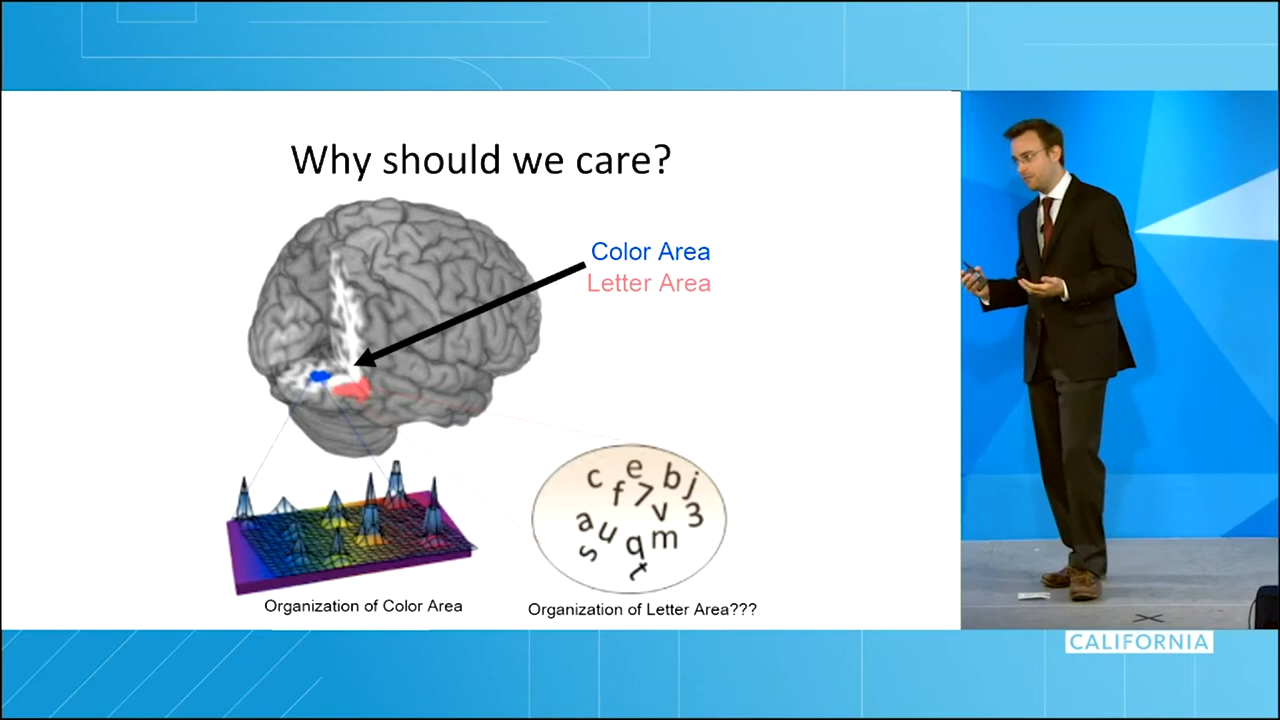 Why should we care?
Color Area
Letter Area
c e b j
f 7 v 3
a u q m
s t
Organization of Color Area
Organization of Letter Area???
CALIFORNIA